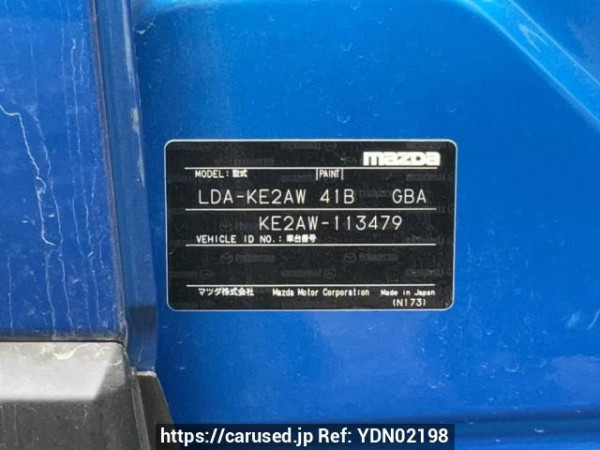 mazda
MODEL: 型式 PAINT
LDA-KE2AW 41B GBA
KE2AW-113479
VEHICLE ID NO.: 車台番号
マツダ株式会社 Mazda Motor Corporation Made in Japan
(N173)
https://carused.jp Ref: YDN02198